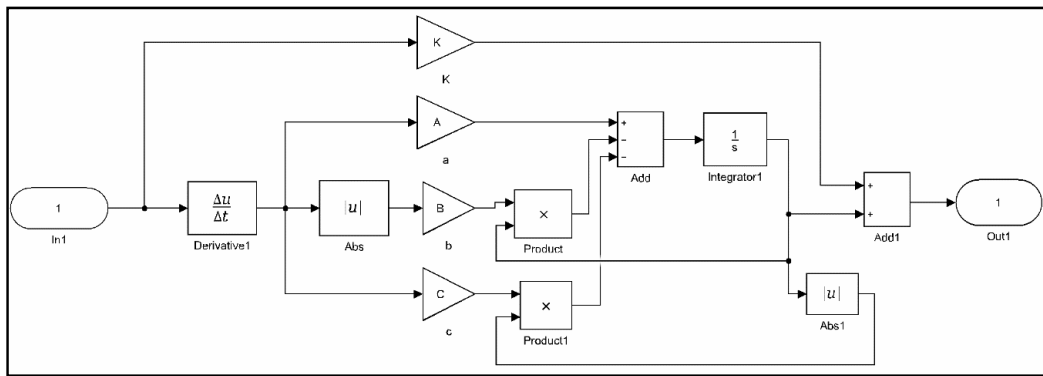 K
K
A
a
+
−
−
Add
1
s
Integrator1
1
In1
Δu
Δt
Derivative1
|u|
Abs
B
b
×
Product
+
+
Add1
1
Out1
C
c
×
Product1
|u|
Abs1